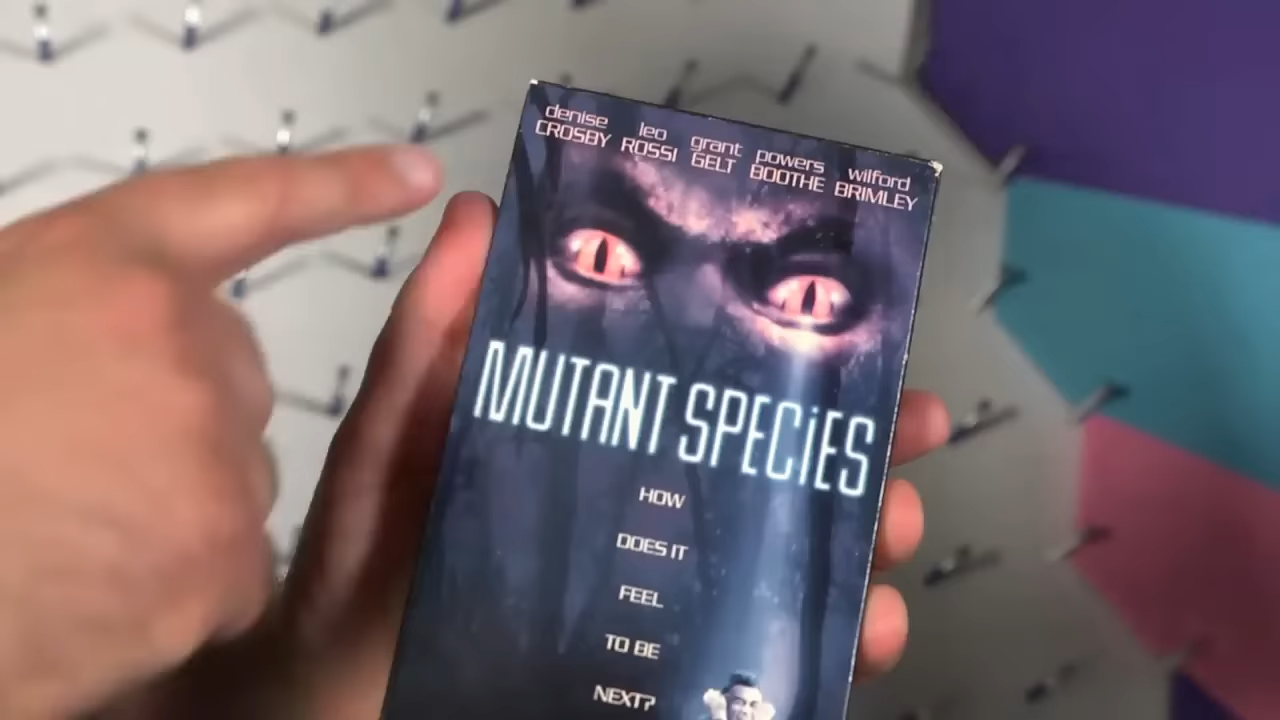 denise CROSBY leo ROSSI grant GELT powers BOOTHE wilford BRIMLEY
MUTANT SPECiES
HOW
DOES IT
FEEL
TO BE
NEXT?